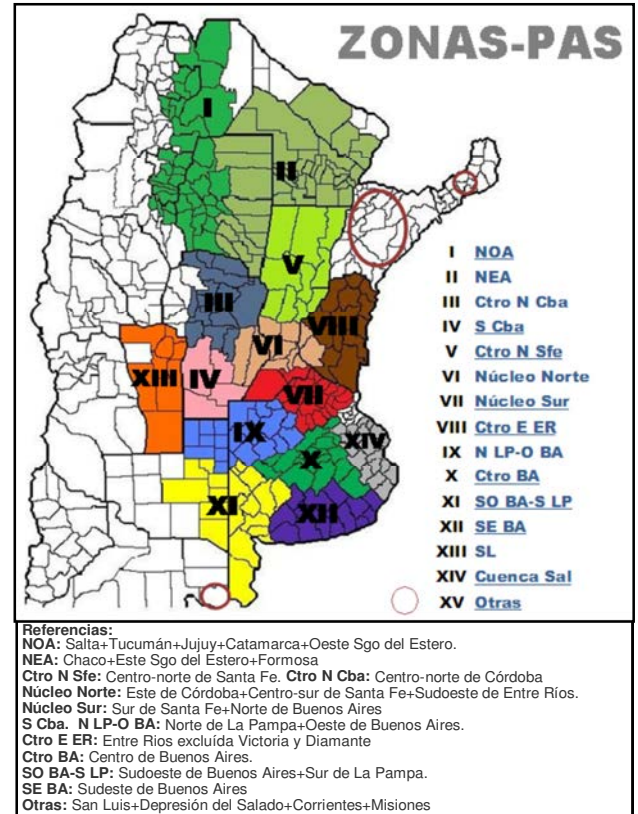 ZONAS-PAS
I
II
III
V
VI
VIII
XIII
IV
VII
IX
XIV
X
XI
XII
I NOA
II NEA
III Ctro N Cba
IV S Cba
V Ctro N Sfe
VI Núcleo Norte
VII Núcleo Sur
VIII Ctro E ER
IX N LP-O BA
X Ctro BA
XI SO BA-S LP
XII SE BA
XIII SL
XIV Cuenca Sal
XV Otras
Referencias:
NOA: Salta+Tucumán+Jujuy+Catamarca+Oeste Sgo del Estero.
NEA: Chaco+Este Sgo del Estero+Formosa
Ctro N Sfe: Centro-norte de Santa Fe. Ctro N Cba: Centro-norte de Córdoba
Núcleo Norte: Este de Córdoba+Centro-sur de Santa Fe+Sudoeste de Entre Ríos.
Núcleo Sur: Sur de Santa Fe+Norte de Buenos Aires
S Cba. N LP-O BA: Norte de La Pampa+Oeste de Buenos Aires.
Ctro E ER: Entre Rios excluída Victoria y Diamante
Ctro BA: Centro de Buenos Aires.
SO BA-S LP: Sudoeste de Buenos Aires+Sur de La Pampa.
SE BA: Sudeste de Buenos Aires
Otras: San Luis+Depresión del Salado+Corrientes+Misiones